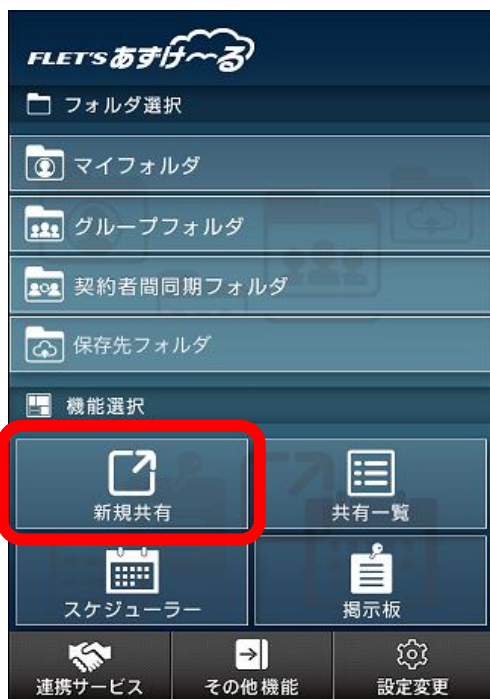 FLET'S あずけ〜る
フォルダ選択
マイフォルダ
グループフォルダ
契約者間同期フォルダ
保存先フォルダ
機能選択
新規共有
共有一覧
スケジューラー
掲示板
連携サービス
その他機能
設定変更